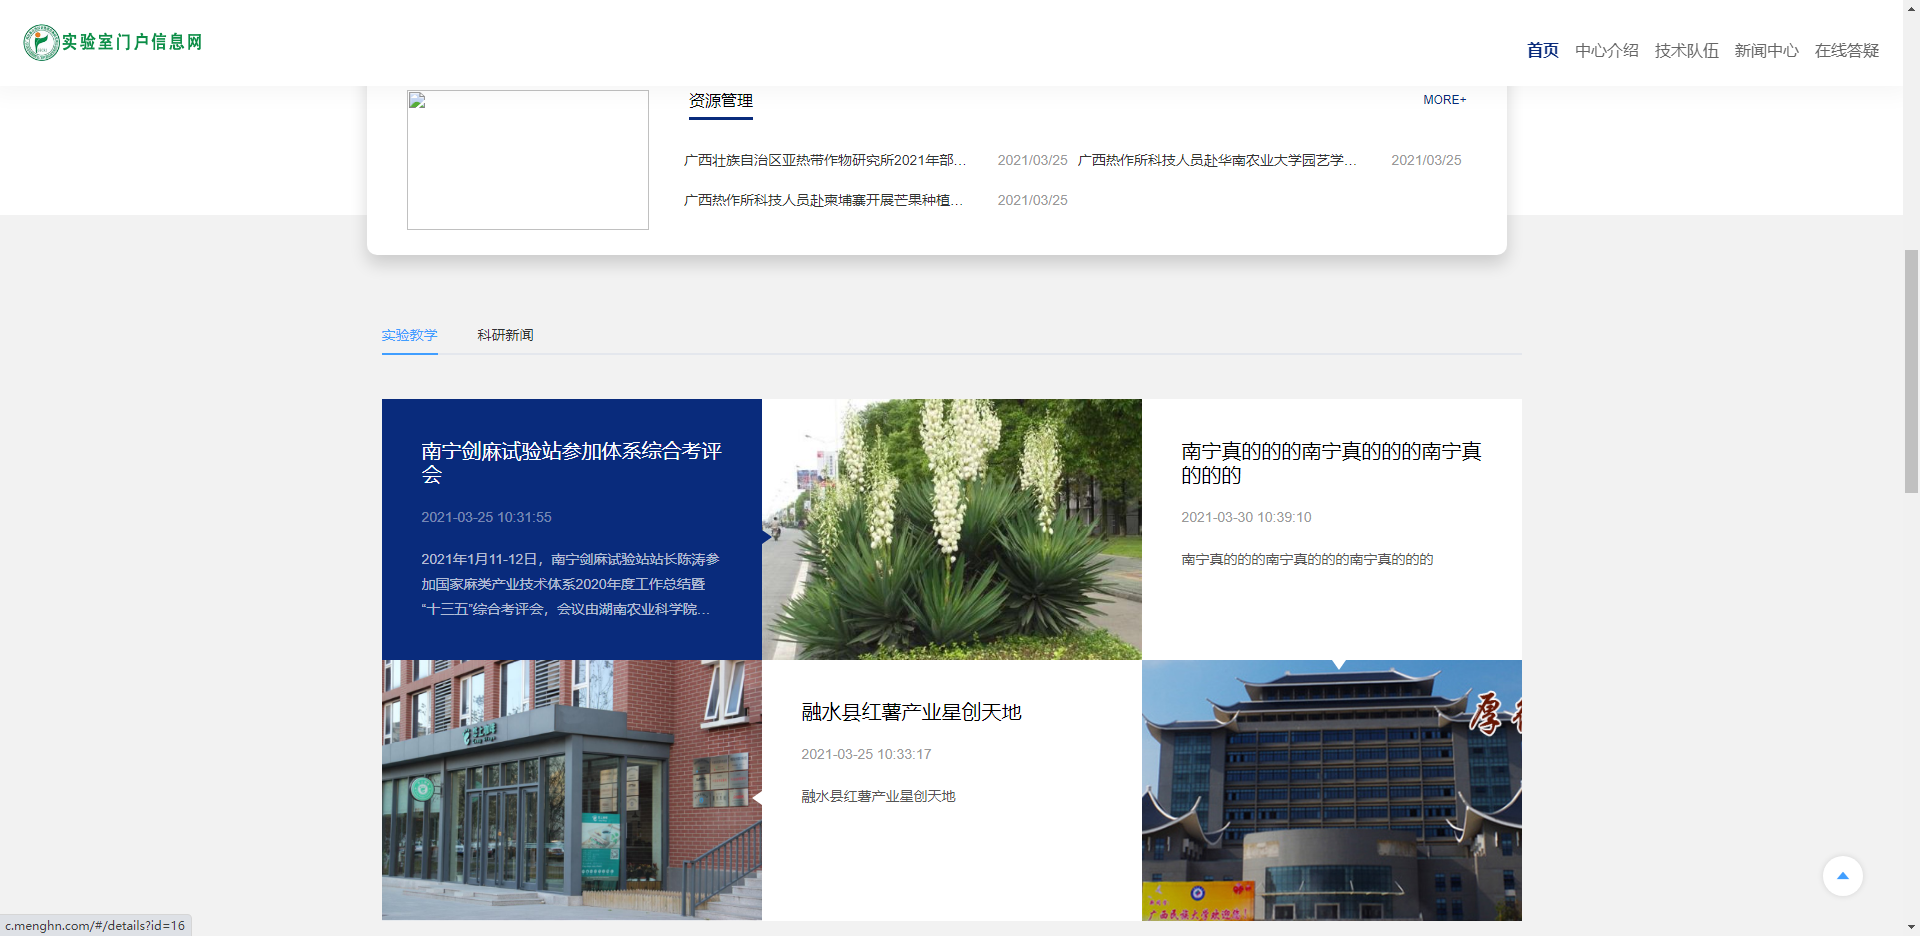 实验室门户信息网
首页 中心介绍 技术队伍 新闻中心 在线答疑
资源管理 MORE+
广西壮族自治区亚热带作物研究所2021年部... 2021/03/25 广西热作所科技人员赴华南农业大学园艺学... 2021/03/25
广西热作所科技人员赴柬埔寨开展芒果种植... 2021/03/25
实验教学 科研新闻
南宁剑麻试验站参加体系综合考评
会
2021-03-25 10:31:55
2021年1月11-12日，南宁剑麻试验站站长陈涛参
加国家麻类产业技术体系2020年度工作总结暨
“十三五”综合考评会，会议由湖南农业科学院...
南宁真的的的南宁真的的的南宁真
的的的
2021-03-30 10:39:10
南宁真的的的南宁真的的的南宁真的的的
融水县红薯产业星创天地
2021-03-25 10:33:17
融水县红薯产业星创天地
厚
广西民族大学欢迎您
c.menghn.com/#/details?id=16